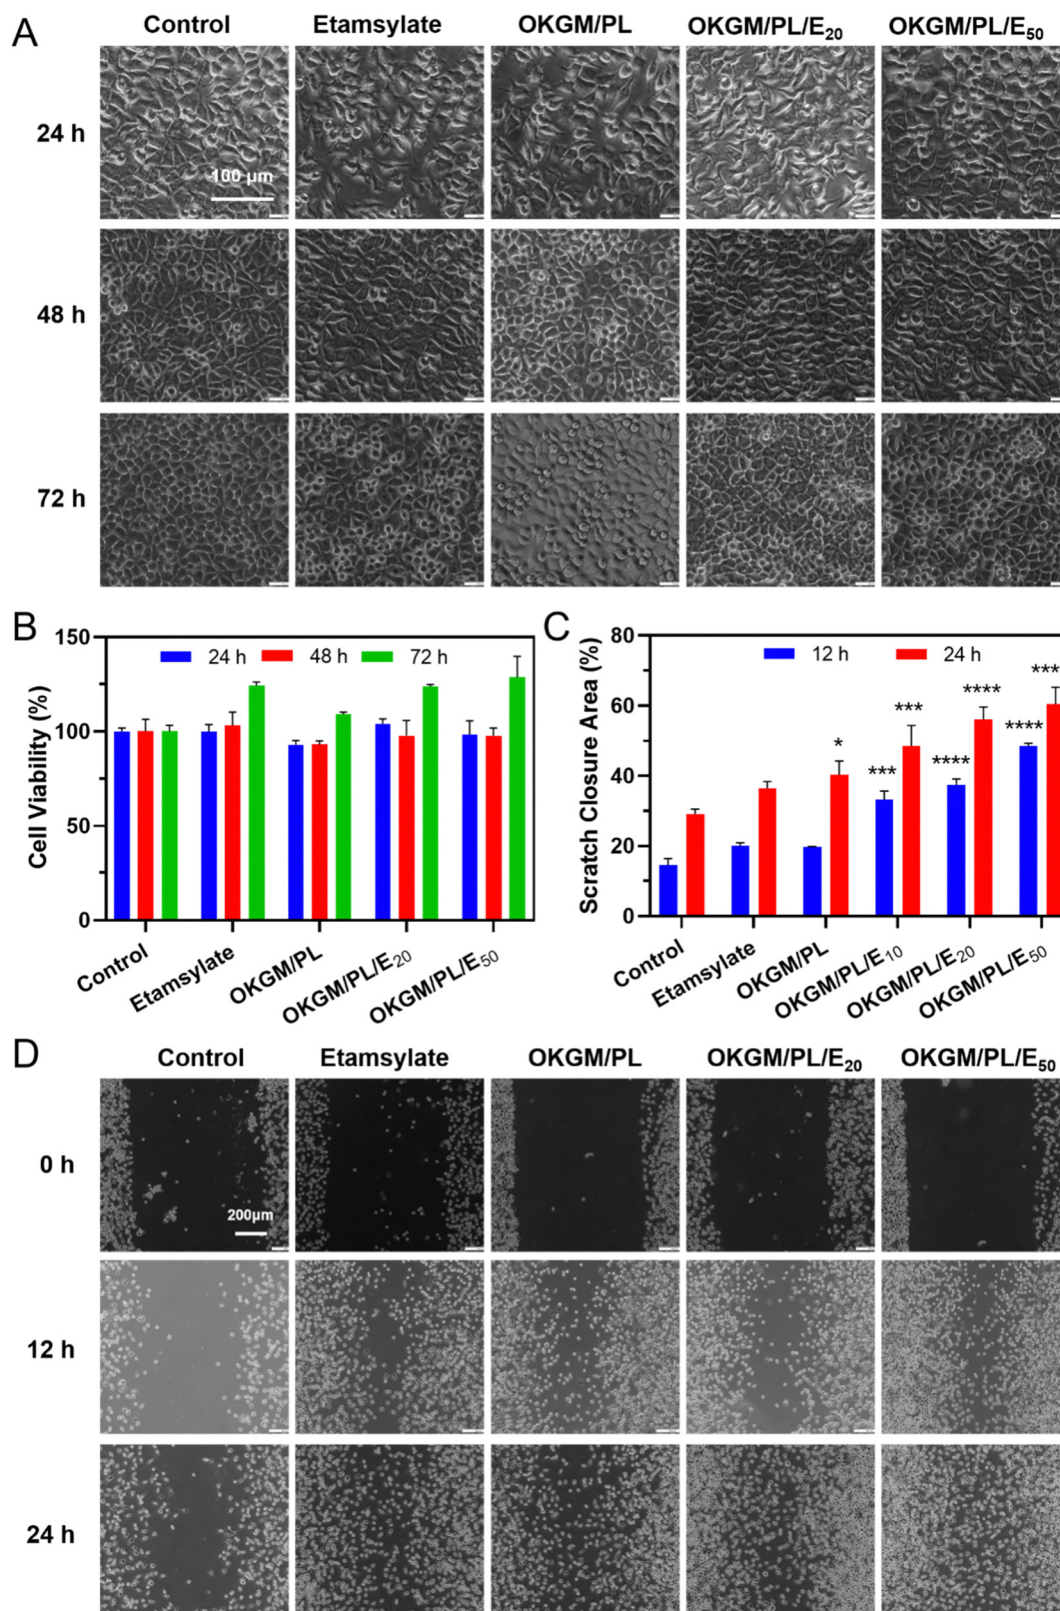 A
Control Etamsylate OKGM/PL OKGM/PL/E20 OKGM/PL/E50
24 h
100 μm
48 h
72 h
B
150
100
50
0
Cell Viability (%)
24 h 48 h 72 h
Control Etamsylate OKGM/PL OKGM/PL/E20 OKGM/PL/E50
C
80
60
40
20
0
Scratch Closure Area (%)
12 h 24 h
* *** *** **** **** **** ***
Control Etamsylate OKGM/PL OKGM/PL/E10 OKGM/PL/E20 OKGM/PL/E50
D
Control Etamsylate OKGM/PL OKGM/PL/E20 OKGM/PL/E50
0 h
200μm
12 h
24 h